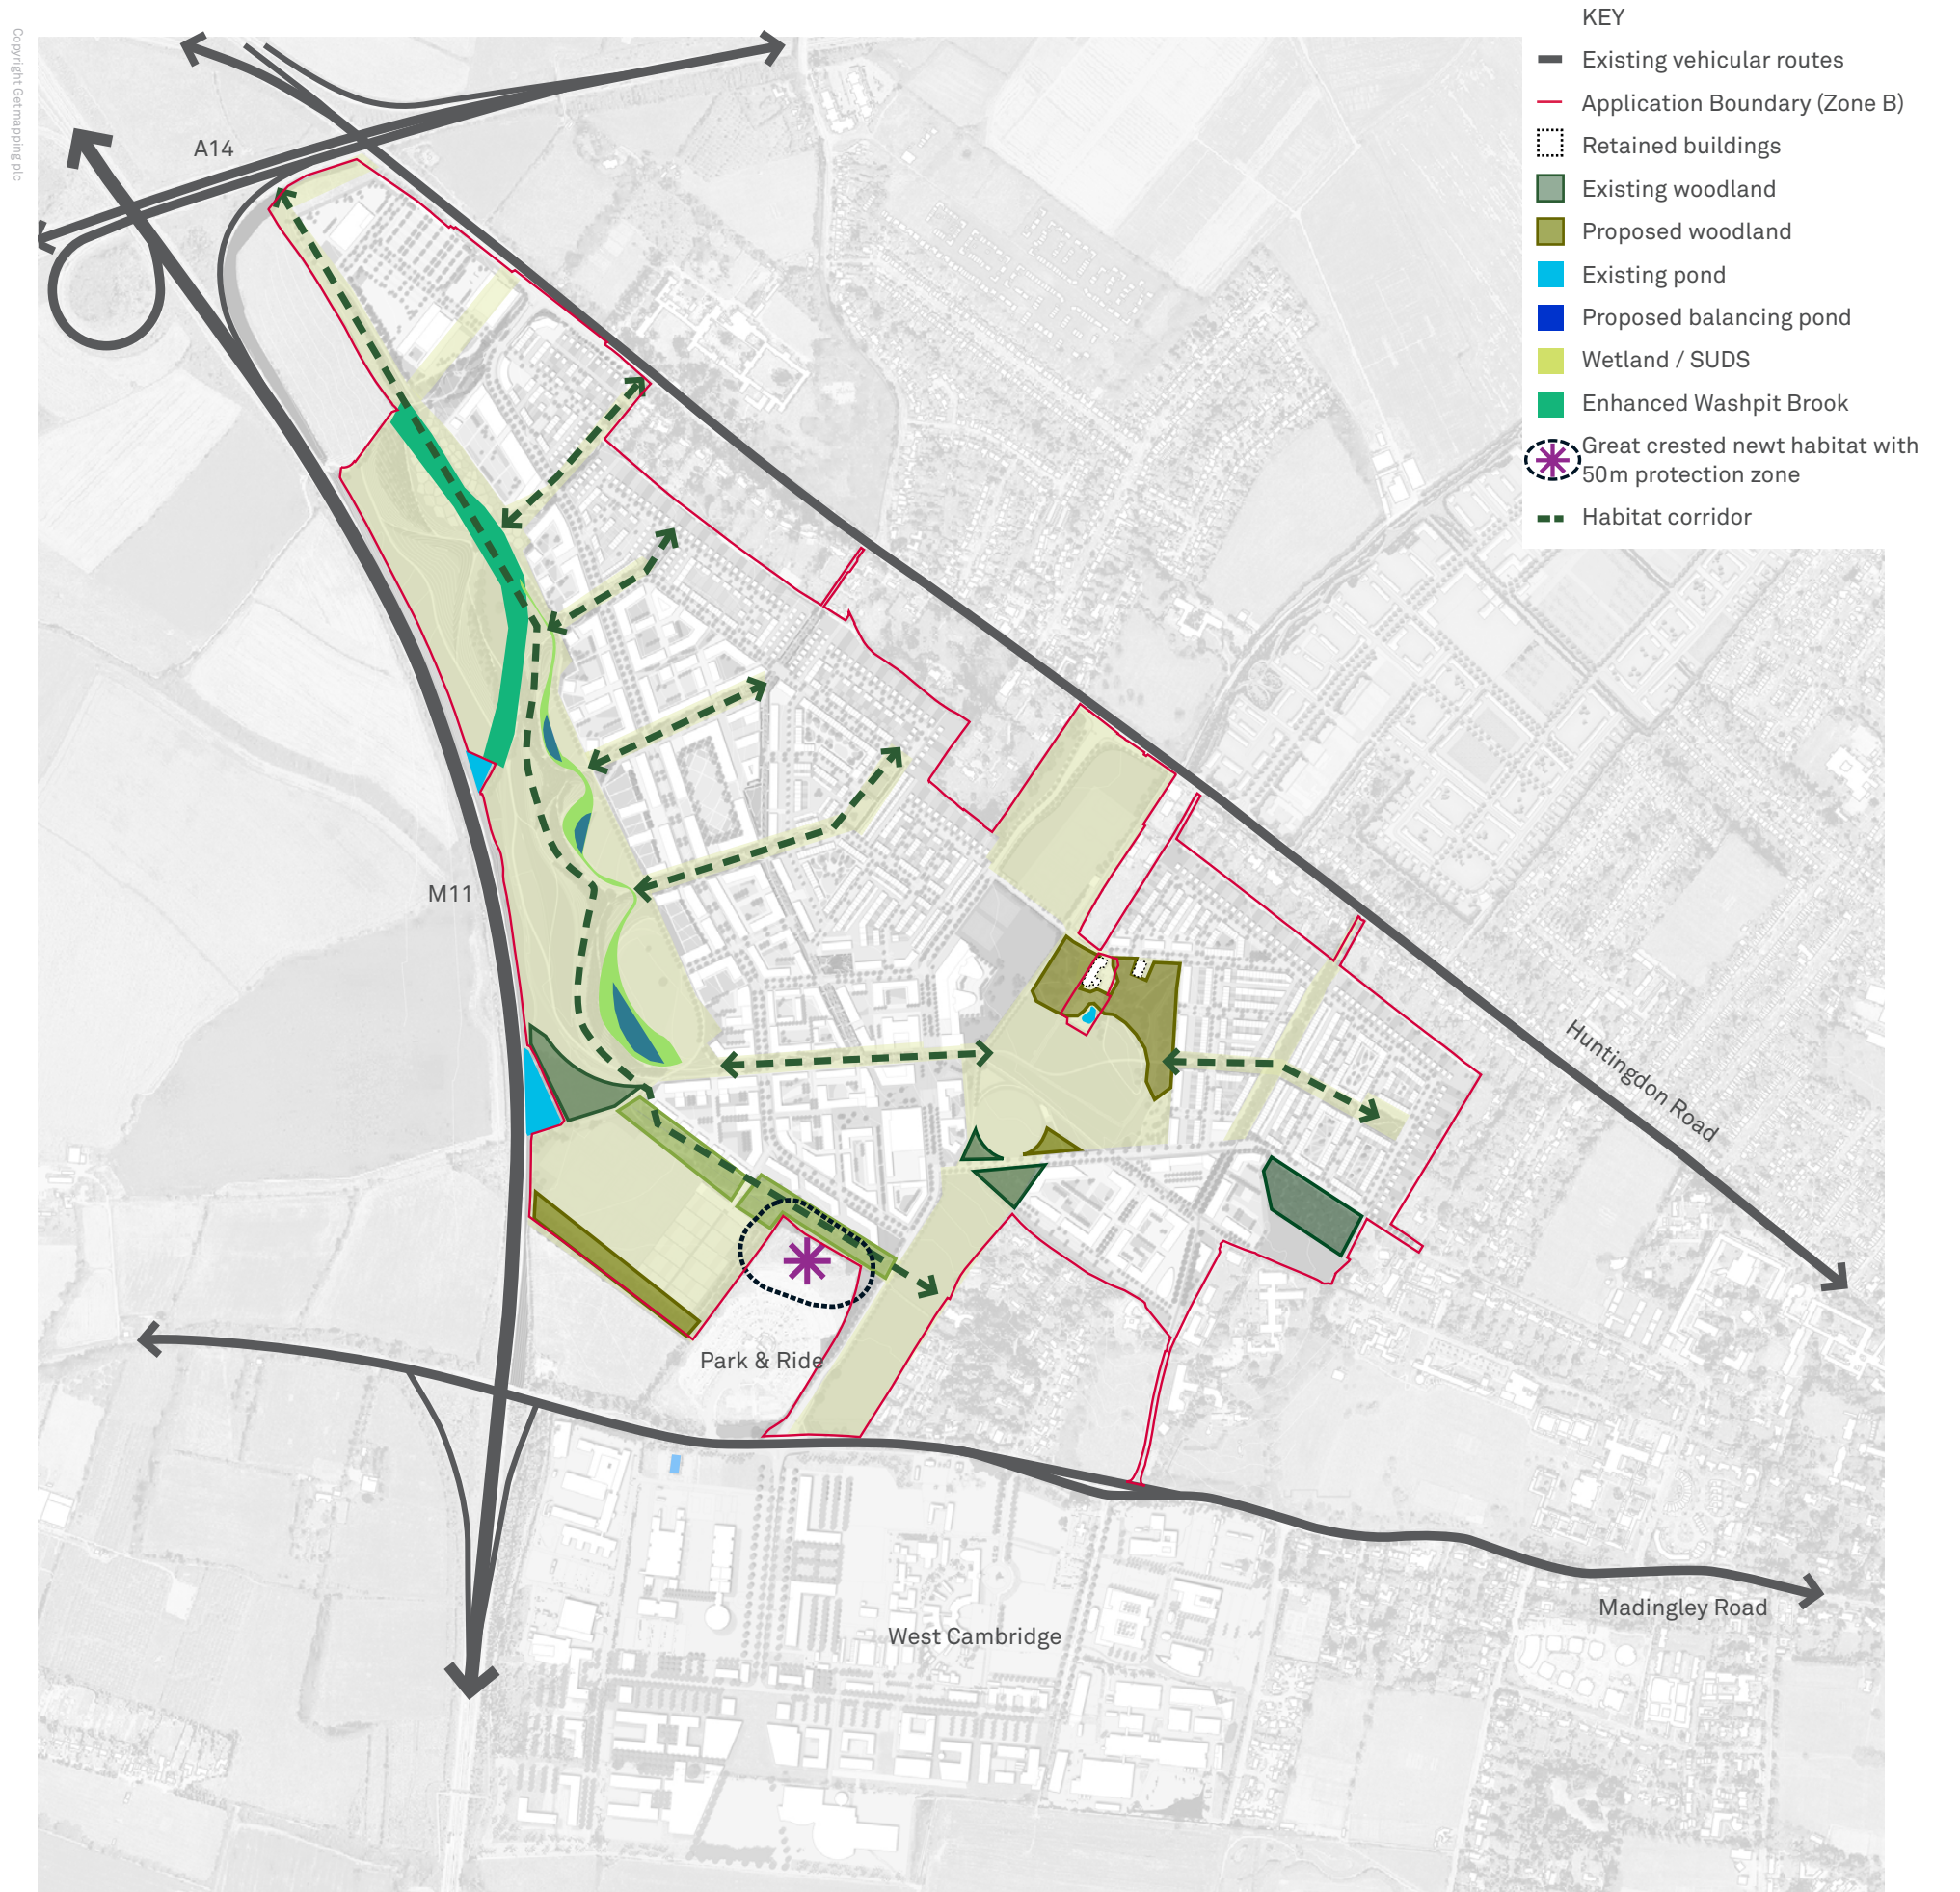 Copyright Getmapping plc
KEY
Existing vehicular routes
Application Boundary (Zone B)
Retained buildings
Existing woodland
Proposed woodland
Existing pond
Proposed balancing pond
Wetland / SUDS
Enhanced Washpit Brook
Great crested newt habitat with
50m protection zone
Habitat corridor
A14
M11
Huntingdon Road
Park & Ride
Madingley Road
West Cambridge